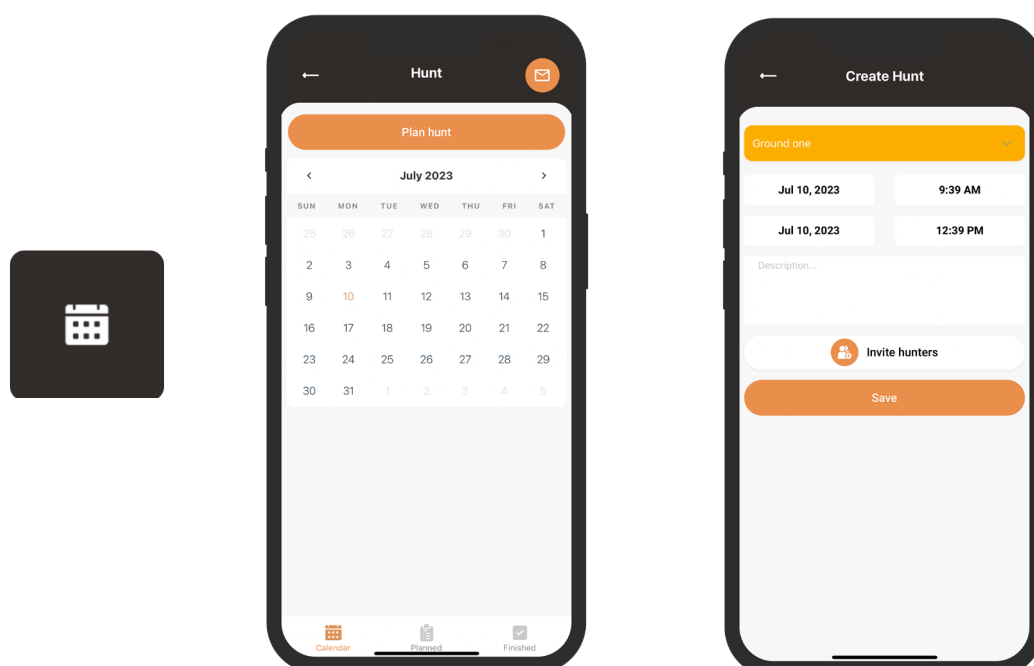 Hunt
Plan hunt
July 2023
SUN MON TUE WED THU FRI SAT
25 26 27 28 29 30 1
2 3 4 5 6 7 8
9 10 11 12 13 14 15
16 17 18 19 20 21 22
23 24 25 26 27 28 29
30 31 1 2 3 4 5
Calendar Planned Finished
Create Hunt
Ground one
Jul 10, 2023 9:39 AM
Jul 10, 2023 12:39 PM
Description...
Invite hunters
Save